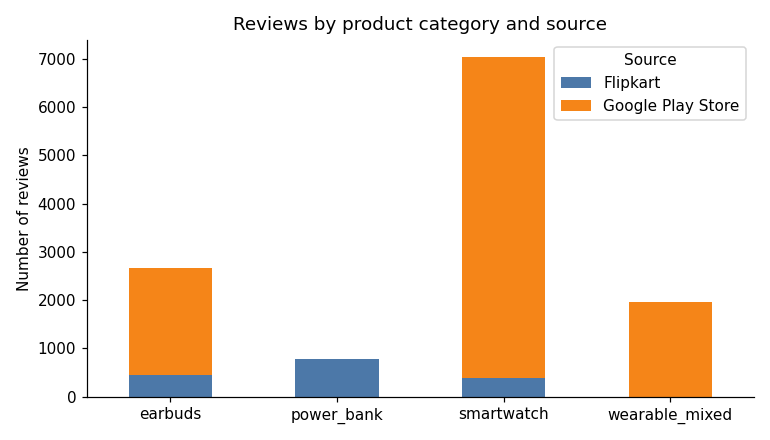 Reviews by product category and source
Number of reviews
7000
6000
5000
4000
3000
2000
1000
0
Source
Flipkart
Google Play Store
earbuds
power_bank
smartwatch
wearable_mixed